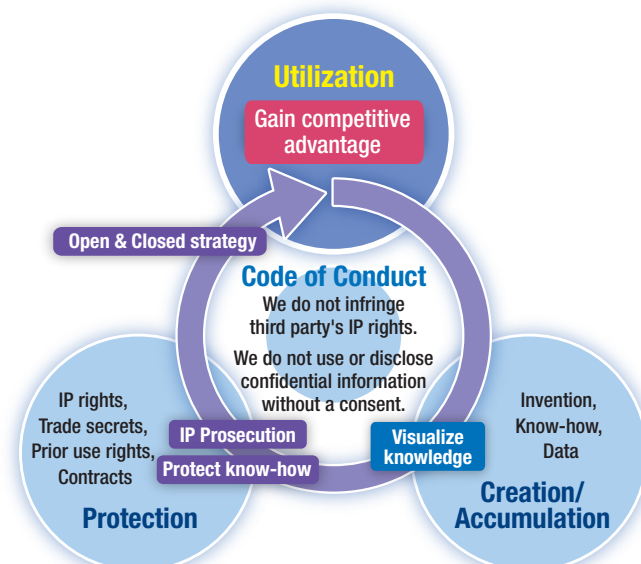 Utilization
Gain competitive
advantage
Open & Closed strategy
Code of Conduct
We do not infringe
third party's IP rights.
We do not use or disclose
confidential information
without a consent.
IP rights,
Trade secrets,
Prior use rights,
Contracts
Protection
IP Prosecution
Protect know-how
Visualize
knowledge
Invention,
Know-how,
Data
Creation/
Accumulation